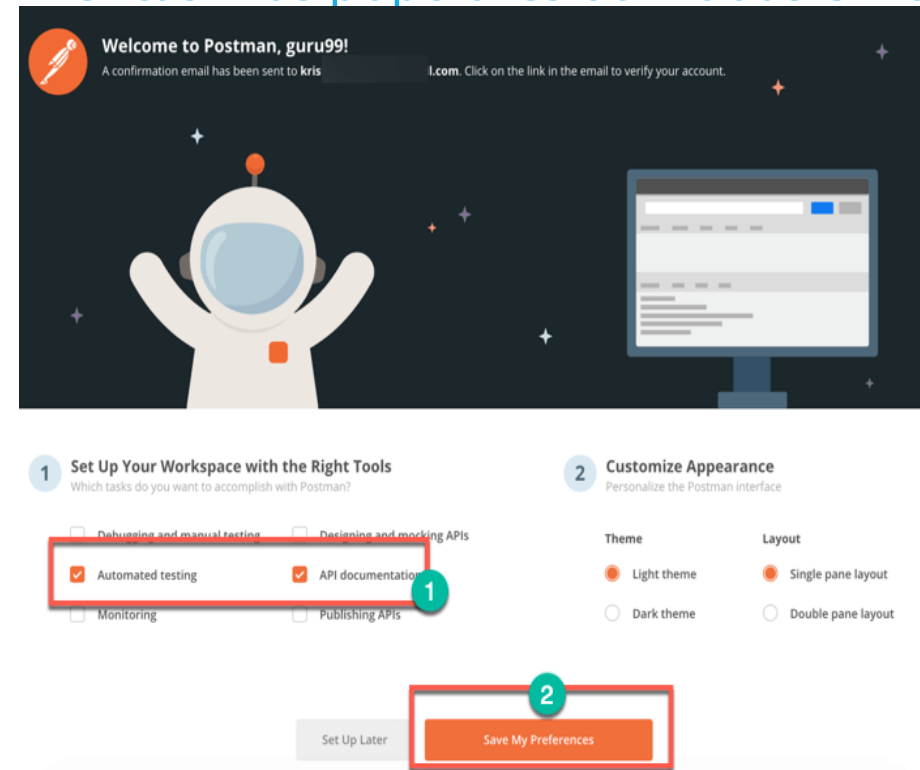 Welcome to Postman, guru99!
A confirmation email has been sent to kris l.com. Click on the link in the email to verify your account.
1 Set Up Your Workspace with the Right Tools
Which tasks do you want to accomplish with Postman?
Debugging and manual testing
Designing and mocking APIs
Automated testing
API documentation
1
Monitoring
Publishing APIs
2 Customize Appearance
Personalize the Postman interface
Theme
Layout
Light theme
Single pane layout
Dark theme
Double pane layout
2
Set Up Later
Save My Preferences